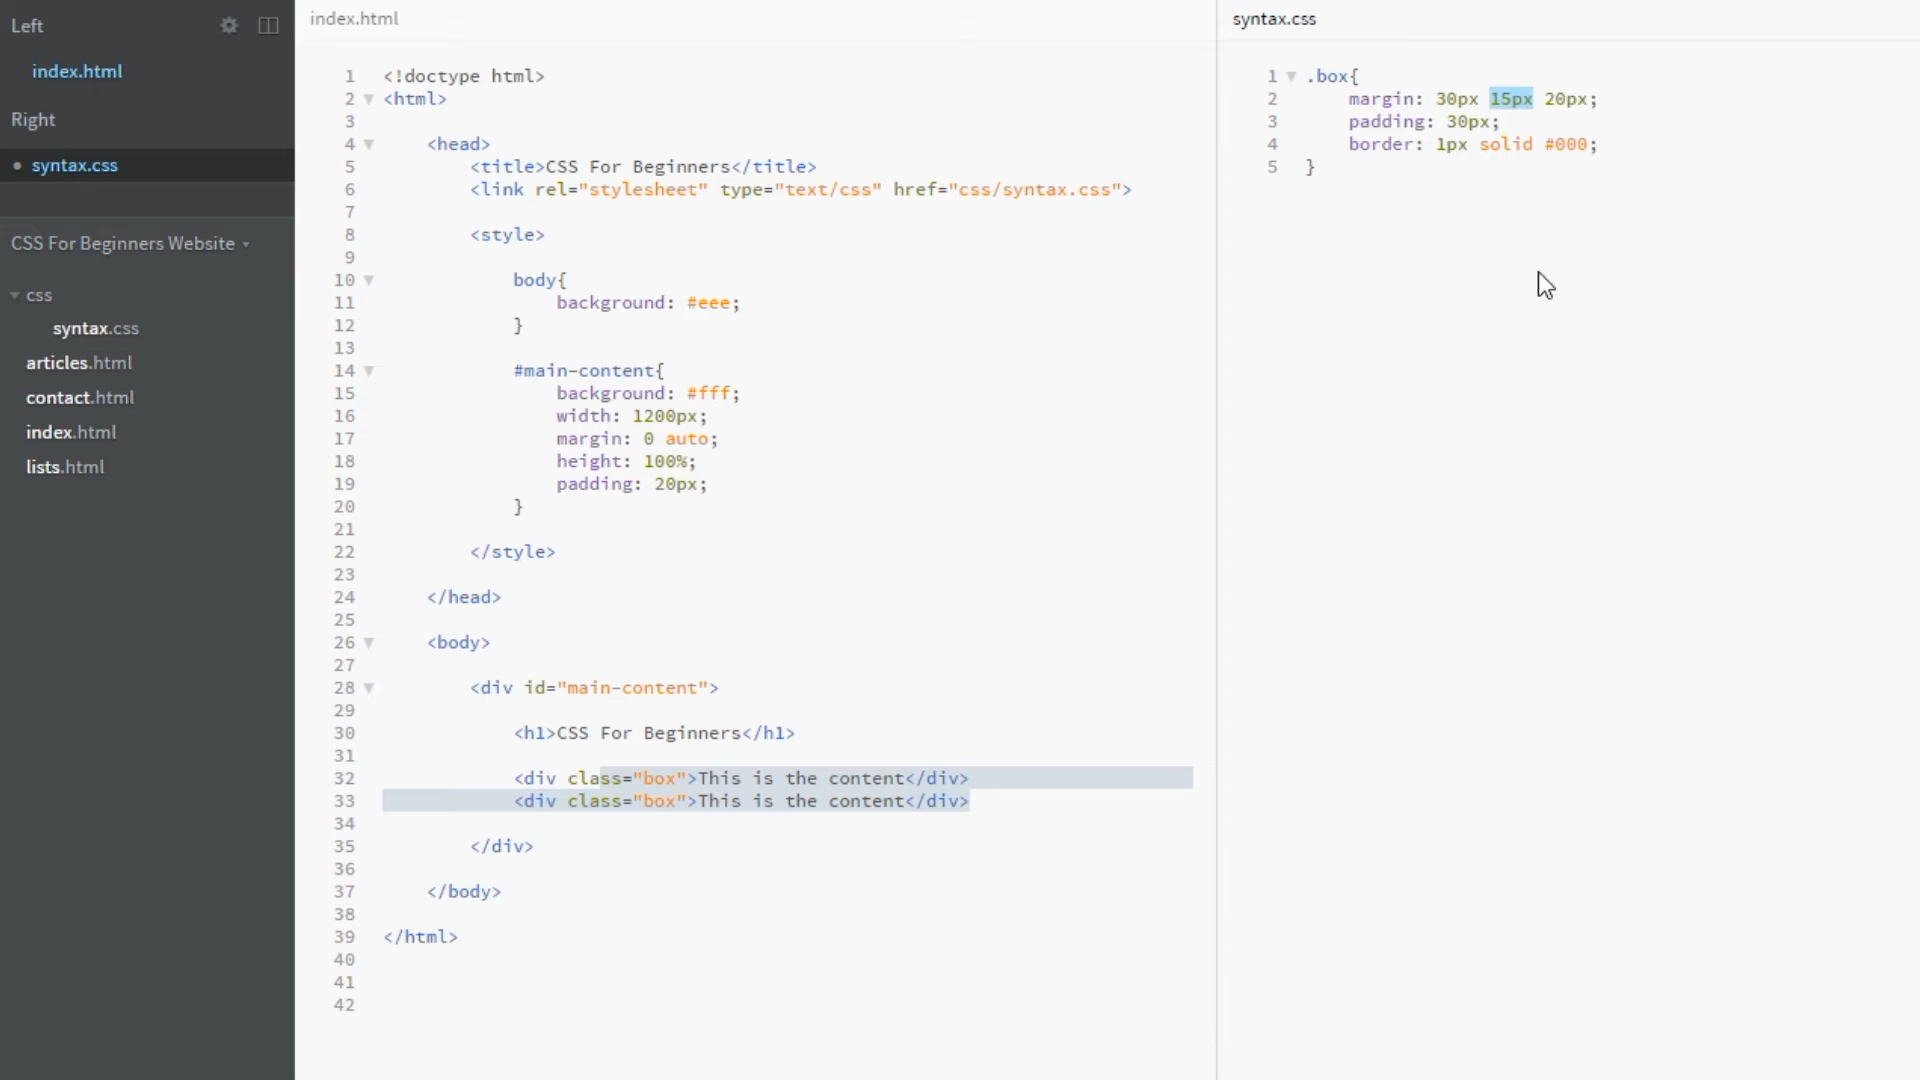 Left
index.html
Right
syntax.css
CSS For Beginners Website
css
syntax.css
articles.html
contact.html
index.html
lists.html
index.html
1 <!doctype html>
2 <html>
3
4 <head>
5 <title>CSS For Beginners</title>
6 <link rel="stylesheet" type="text/css" href="css/syntax.css">
7
8 <style>
9
10 body{
11 background: #eee;
12 }
13
14 #main-content{
15 background: #fff;
16 width: 1200px;
17 margin: 0 auto;
18 height: 100%;
19 padding: 20px;
20 }
21
22 </style>
23
24 </head>
25
26 <body>
27
28 <div id="main-content">
29
30 <h1>CSS For Beginners</h1>
31
32 <div class="box">This is the content</div>
33 <div class="box">This is the content</div>
34
35 </div>
36
37 </body>
38
39 </html>
40
41
42
syntax.css
1 .box{
2 margin: 30px 15px 20px;
3 padding: 30px;
4 border: 1px solid #000;
5 }